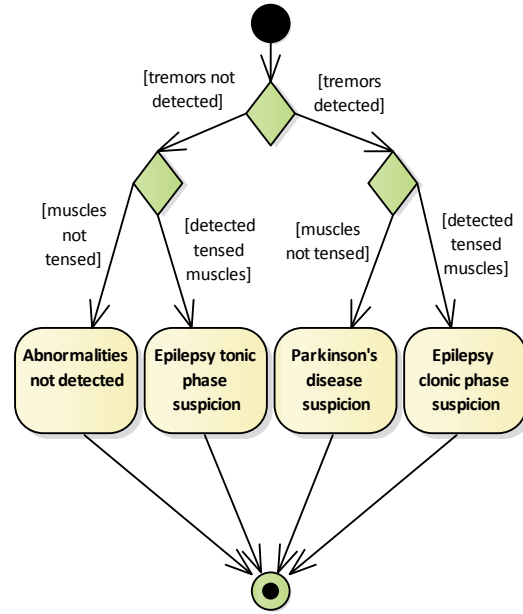 [tremors not
detected]
[tremors
detected]
[muscles
not
tensed]
[detected
tensed
muscles]
[muscles
not tensed]
[detected
tensed
muscles]
Abnormalities
not detected
Epilepsy tonic
phase
suspicion
Parkinson's
disease
suspicion
Epilepsy
clonic phase
suspicion